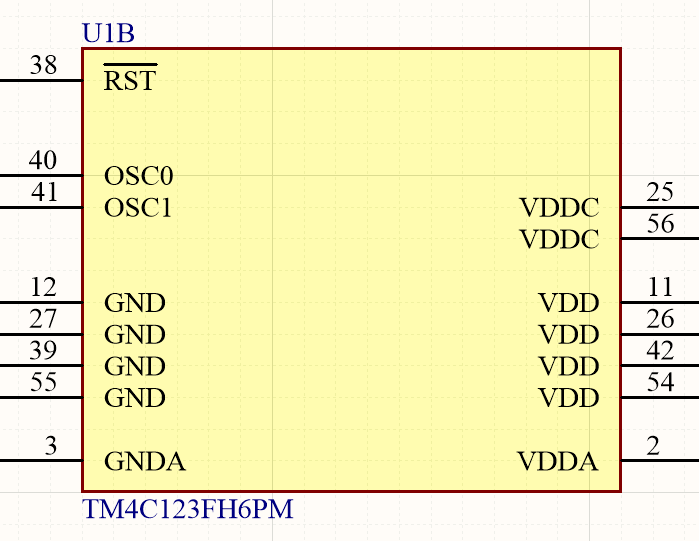 U1B
38 RST
40 OSC0
41 OSC1 VDDC 25
VDDC 56
12 GND VDD 11
27 GND VDD 26
39 GND VDD 42
55 GND VDD 54
3 GNDA VDDA 2
TM4C123FH6PM